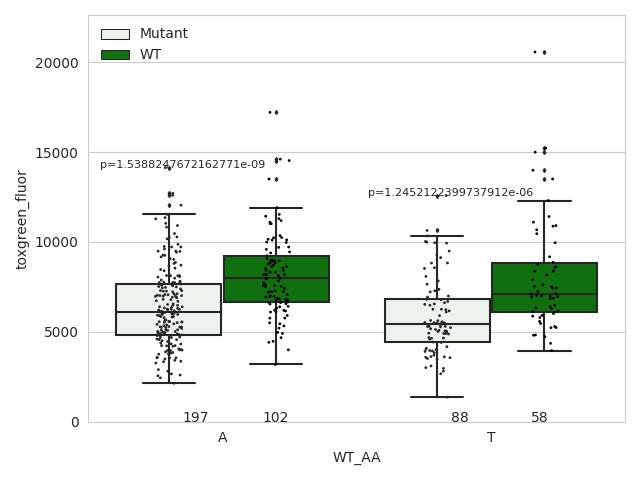 Mutant
WT
20000
15000
10000
5000
0
toxgreen_fluor
p=1.5388247672162771e-09
p=1.2452122399737912e-06
197 102 88 58
A T
WT_AA